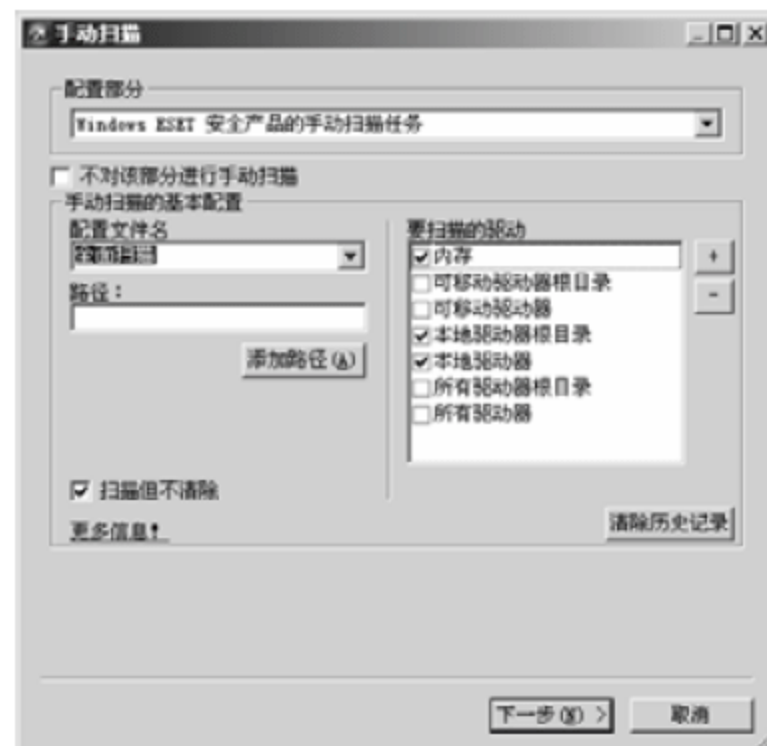 手动扫描
配置部分
Windows ESET 安全产品的手动扫描任务
不对该部分进行手动扫描
手动扫描的基本配置
配置文件名
要扫描的驱动
内存
+
可移动驱动器根目录
-
路径：
可移动驱动器
本地驱动器根目录
添加路径(A)
本地驱动器
所有驱动器根目录
所有驱动器
扫描但不清除
更多信息!
清除历史记录
下一步(N) >
取消